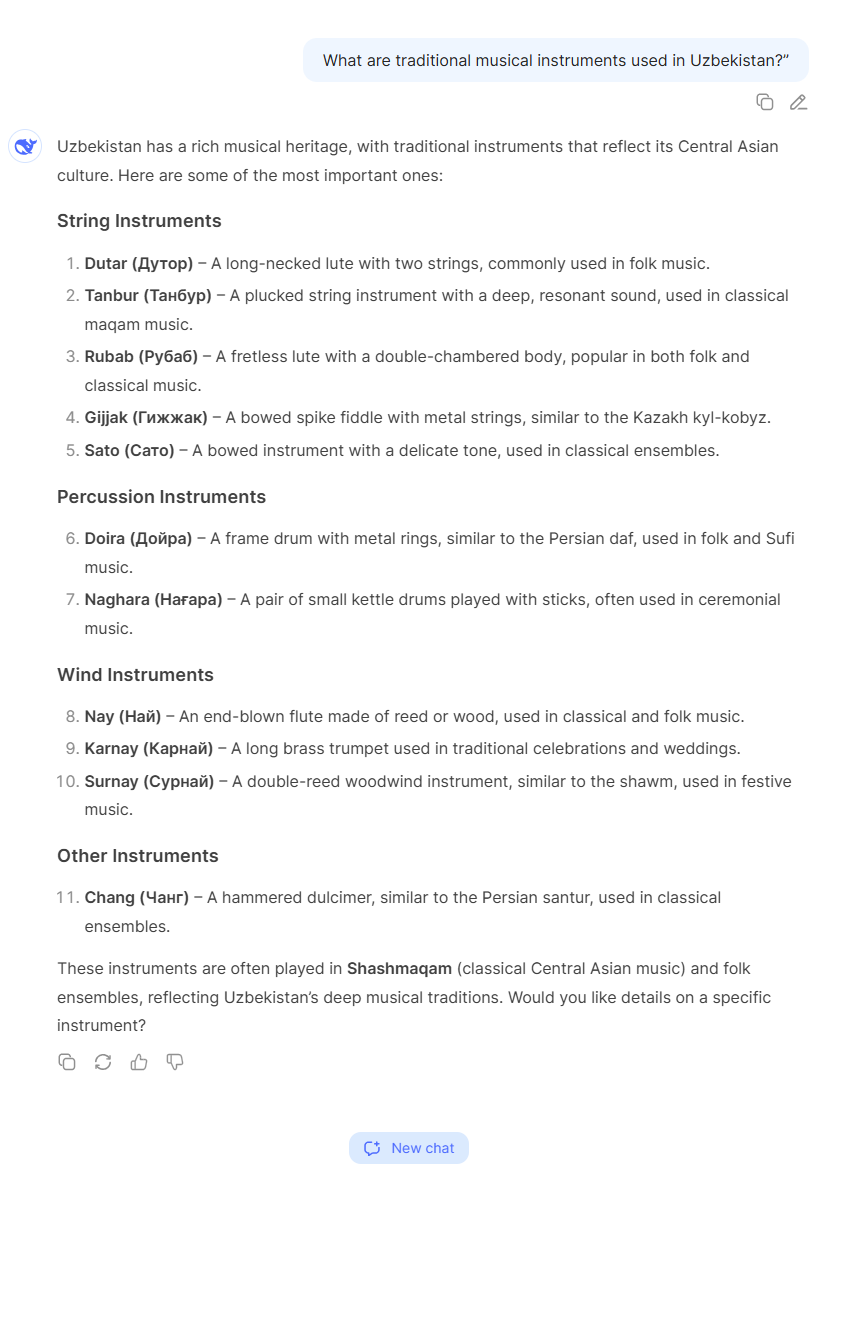 What are traditional musical instruments used in Uzbekistan?”
Uzbekistan has a rich musical heritage, with traditional instruments that reflect its Central Asian
culture. Here are some of the most important ones:
String Instruments
1. Dutar (Дутор) – A long-necked lute with two strings, commonly used in folk music.
2. Tanbur (Танбур) – A plucked string instrument with a deep, resonant sound, used in classical
maqam music.
3. Rubab (Рубаб) – A fretless lute with a double-chambered body, popular in both folk and
classical music.
4. Gijjak (Гижжак) – A bowed spike fiddle with metal strings, similar to the Kazakh kyl-kobyz.
5. Sato (Сато) – A bowed instrument with a delicate tone, used in classical ensembles.
Percussion Instruments
6. Doira (Дойра) – A frame drum with metal rings, similar to the Persian daf, used in folk and Sufi
music.
7. Naghara (Нағара) – A pair of small kettle drums played with sticks, often used in ceremonial
music.
Wind Instruments
8. Nay (Най) – An end-blown flute made of reed or wood, used in classical and folk music.
9. Karnay (Карнай) – A long brass trumpet used in traditional celebrations and weddings.
10. Surnay (Сурнай) – A double-reed woodwind instrument, similar to the shawm, used in festive
music.
Other Instruments
11. Chang (Чанг) – A hammered dulcimer, similar to the Persian santur, used in classical
ensembles.
These instruments are often played in Shashmaqam (classical Central Asian music) and folk
ensembles, reflecting Uzbekistan’s deep musical traditions. Would you like details on a specific
instrument?
New chat